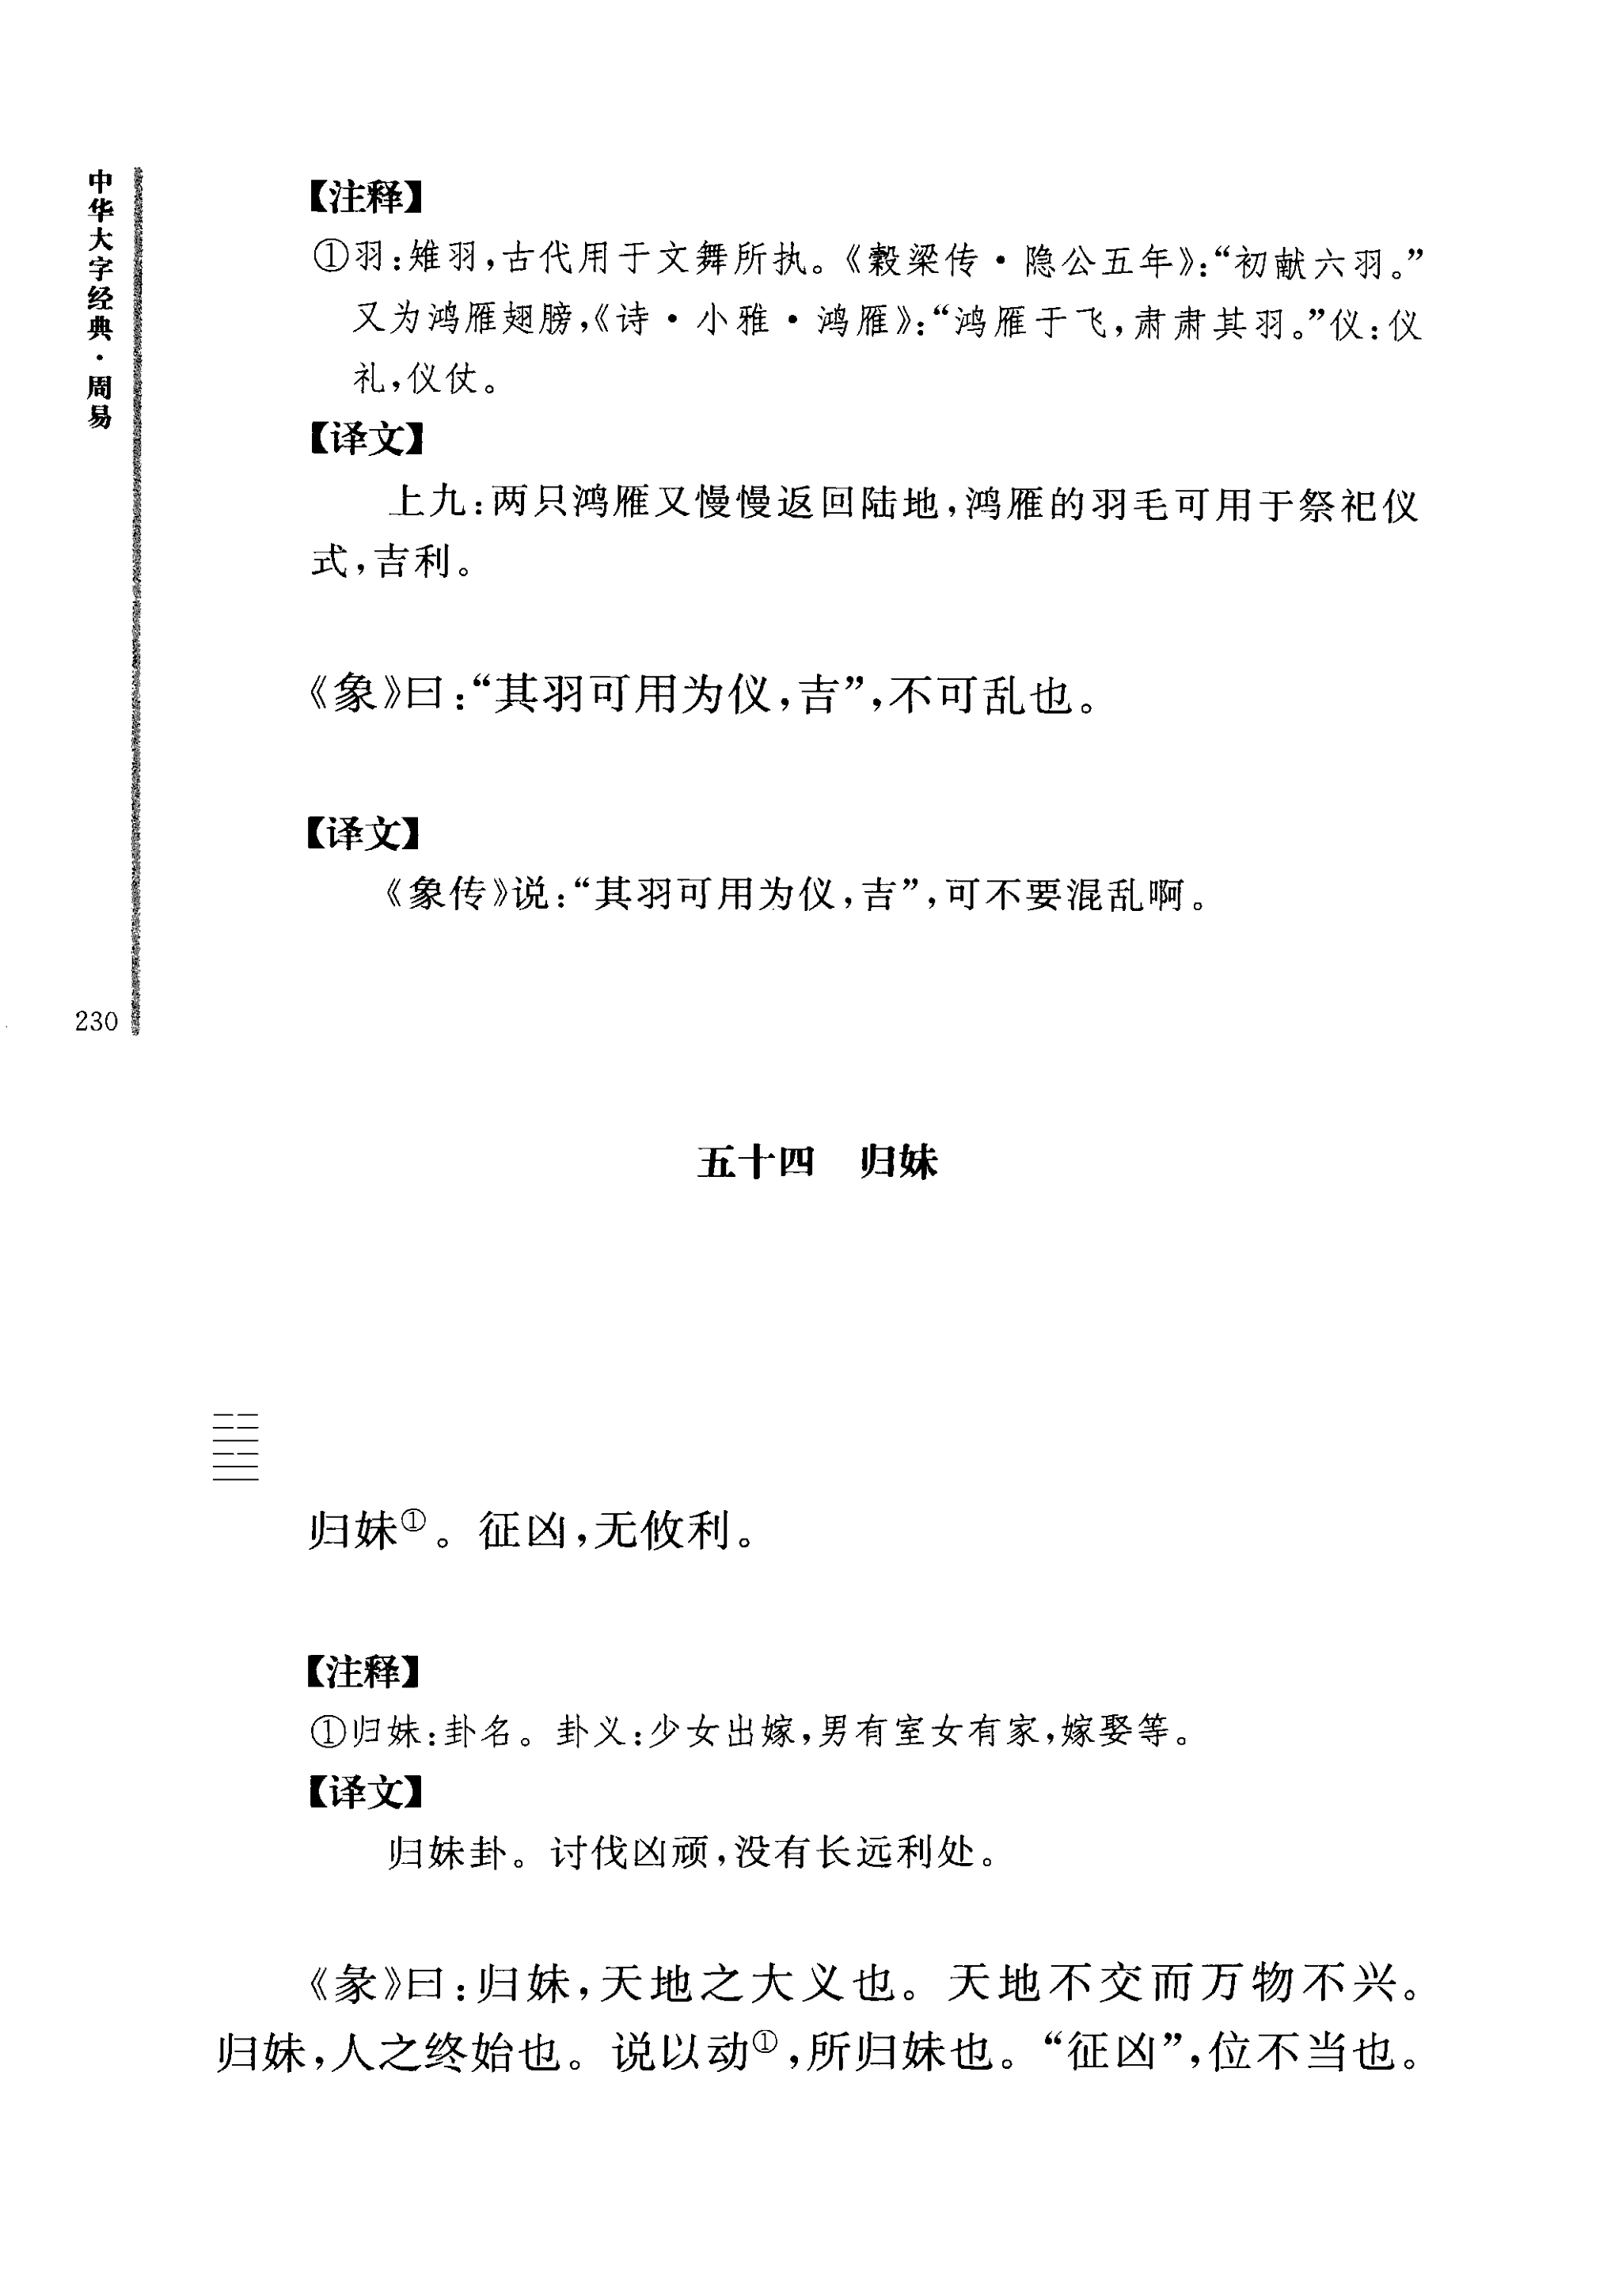 中华大字经典·周易
【注释】
①羽：雉羽，古代用于文舞所执。《榖梁传·隐公五年》：“初献六羽。”
又为鸿雁翅膀，《诗·小雅·鸿雁》：“鸿雁于飞，肃肃其羽。”仪：仪
礼，仪仗。
【译文】
上九：两只鸿雁又慢慢返回陆地，鸿雁的羽毛可用于祭祀仪
式，吉利。
《象》曰：“其羽可用为仪，吉”，不可乱也。
【译文】
《象传》说：“其羽可用为仪，吉”，可不要混乱啊。
230
五十四　归妹
归妹①。征凶，无攸利。
【注释】
①归妹：卦名。卦义：少女出嫁，男有室女有家，嫁娶等。
【译文】
归妹卦。讨伐凶顽，没有长远利处。
《彖》曰：归妹，天地之大义也。天地不交而万物不兴。
归妹，人之终始也。说以动①，所归妹也。“征凶”，位不当也。